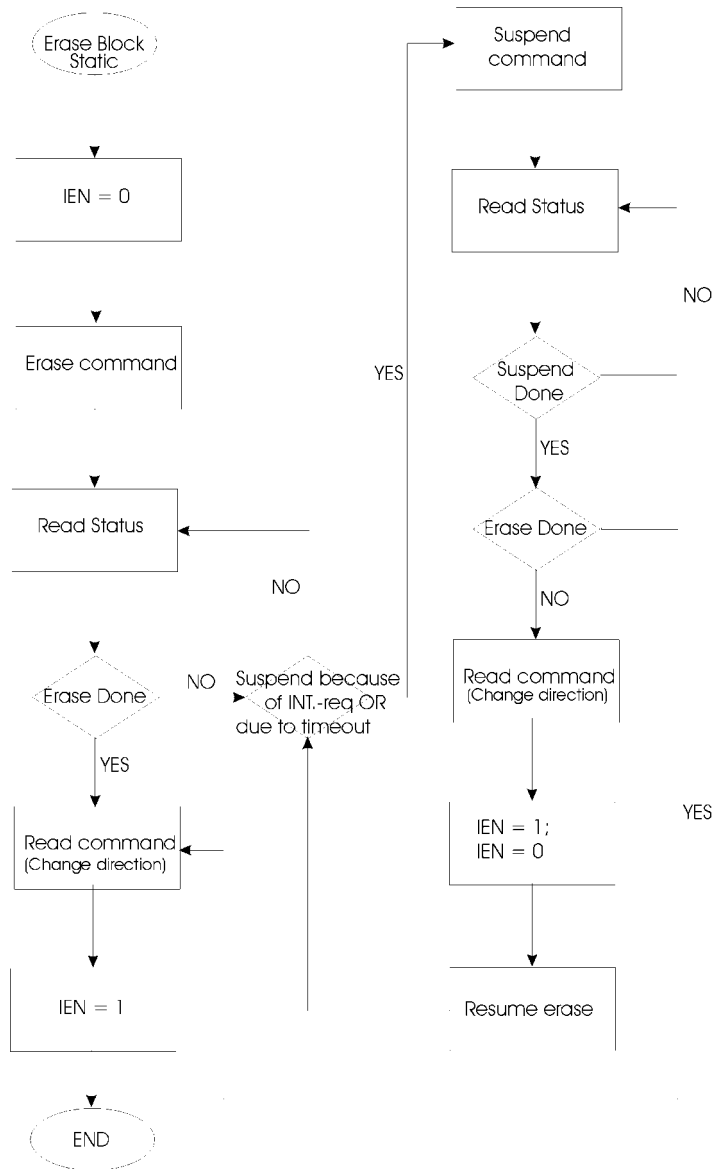 Erase Block
Static
IEN = 0
Erase command
Read Status
NO
Erase Done
NO
Suspend because
of INT.-req OR
due to timeout
YES
Read command
(Change direction)
IEN = 1
END
YES
Suspend
command
Read Status
NO
Suspend
Done
YES
Erase Done
NO
Read command
(Change direction)
YES
IEN = 1;
IEN = 0
Resume erase